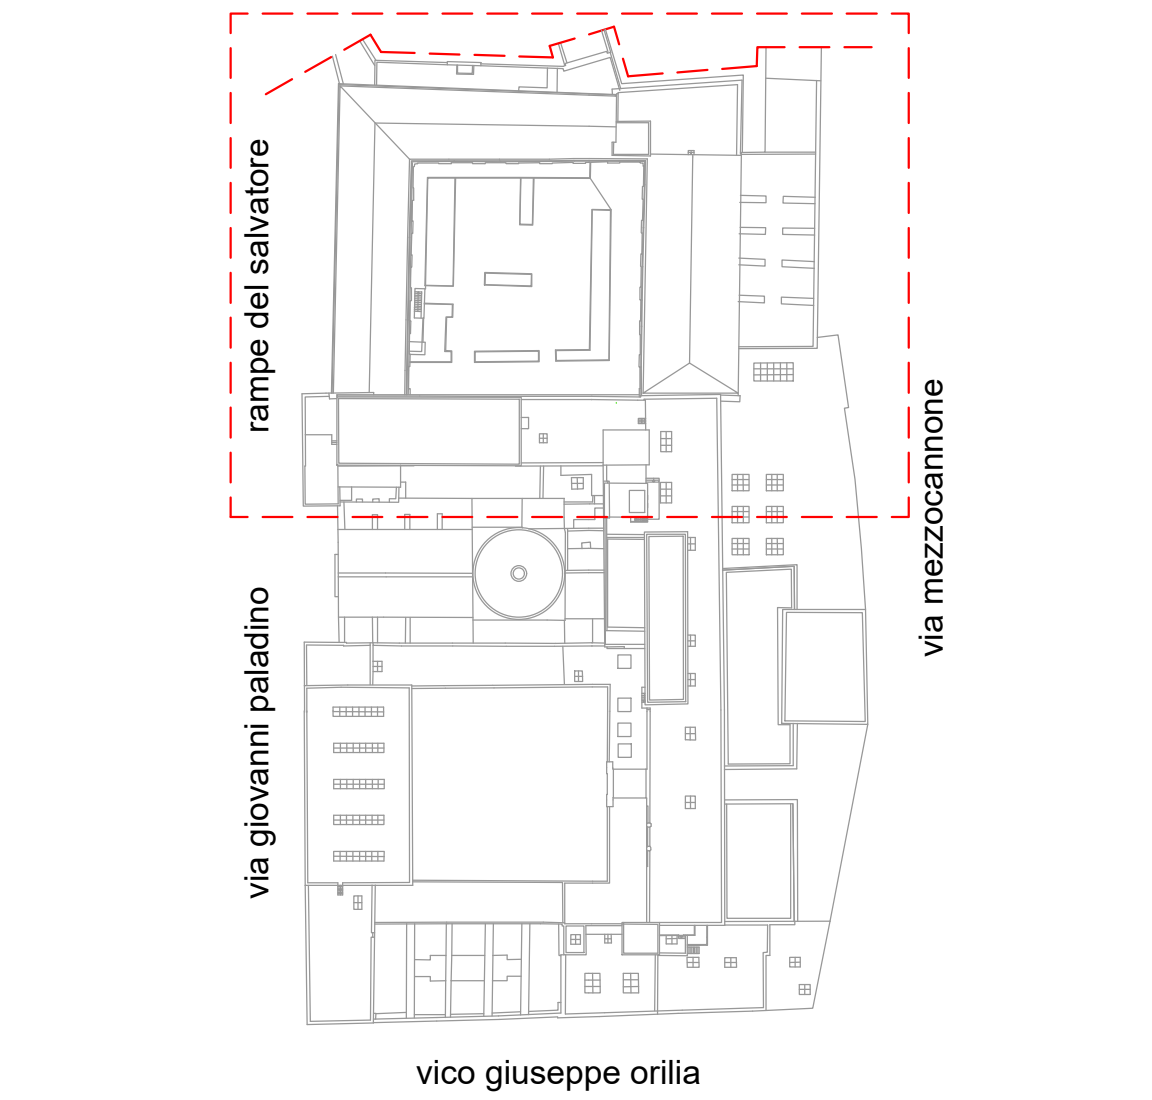 rampe del salvatore
via mezzocannone
via giovanni paladino
vico giuseppe orilia